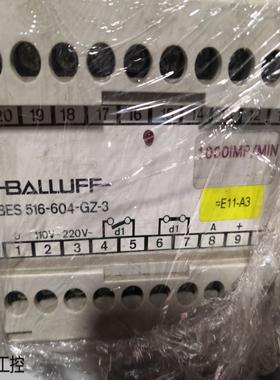 20 19 18 17 16 15 14
1000IMP/MIN
BALLUFF
BES 516-604-GZ-3
=E11-A3
0 110V~220V~ d1 d1 A +
1 2 3 4 5 6 7 8 9
工控